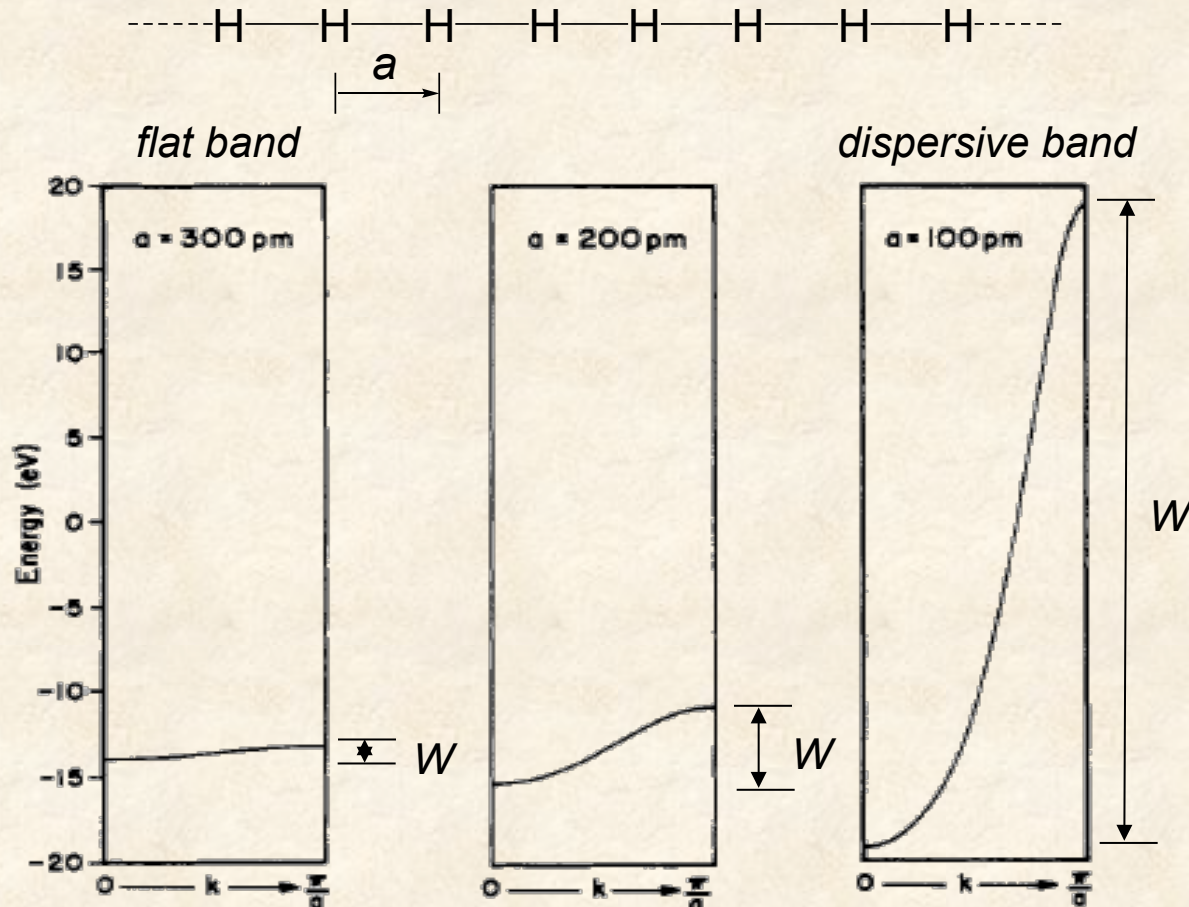 H—H—H—H—H—H—H—H
a
flat band
dispersive band
20
15
10
5
0
-5
-10
-15
-20
Energy (eV)
a = 300 pm
W
0 — k → π/a
a = 200 pm
W
0 — k → π/a
a = 100 pm
W
0 — k → π/a